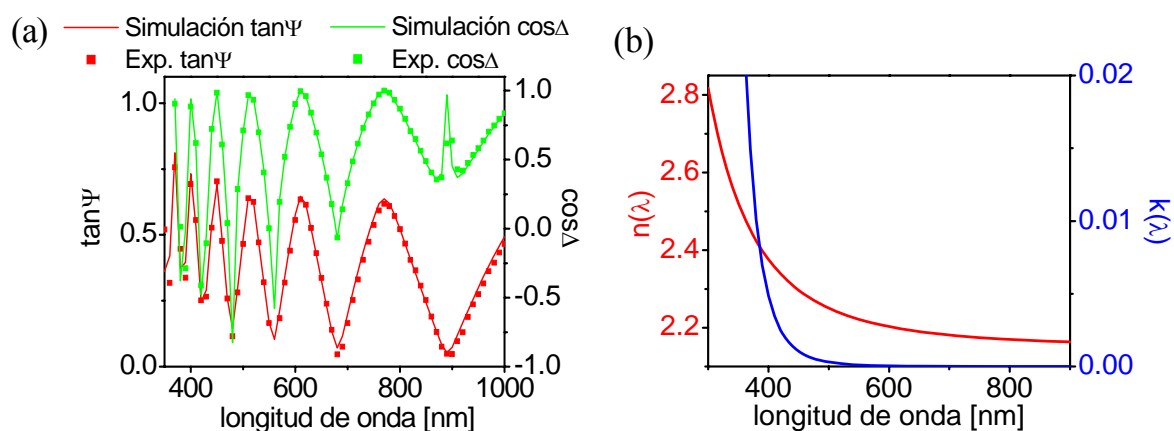 (a)
Simulación tanΨ
Simulación cosΔ
Exp. tanΨ
Exp. cosΔ
1.0
0.5
0.0
tanΨ
1.0
0.5
0.0
-0.5
-1.0
cosΔ
400
600
800
1000
longitud de onda [nm]
(b)
2.8
2.6
2.4
2.2
n(λ)
0.02
0.01
0.00
k(λ)
400
600
800
longitud de onda [nm]